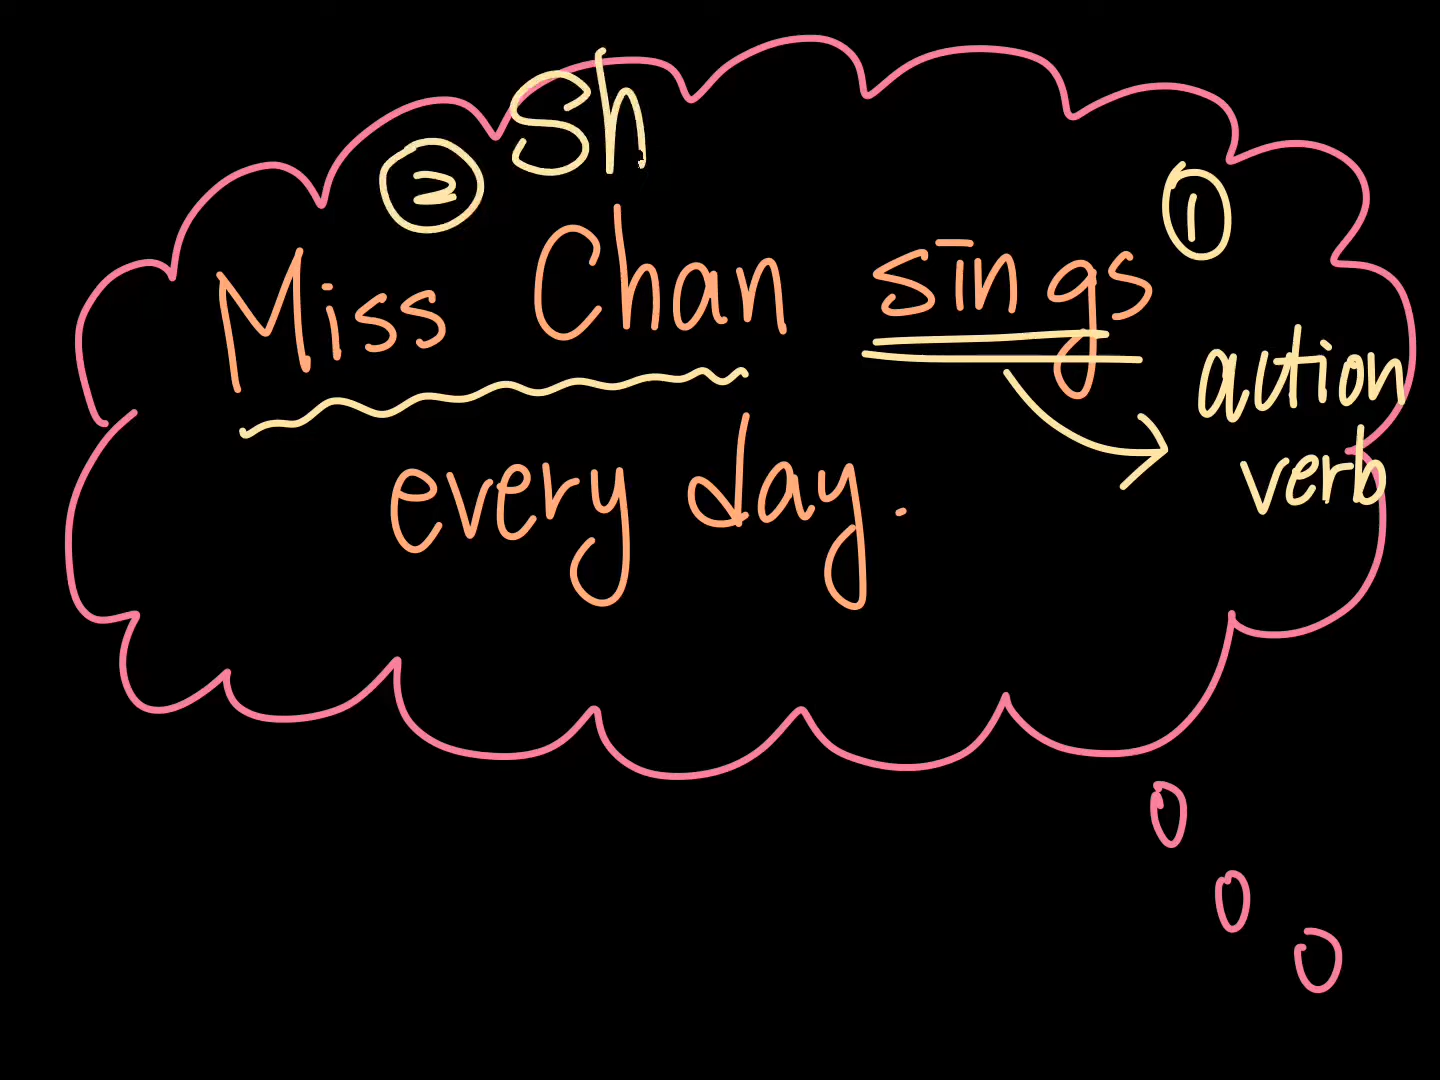 ② Sh
①
Miss Chan sings
action
verb
every day.